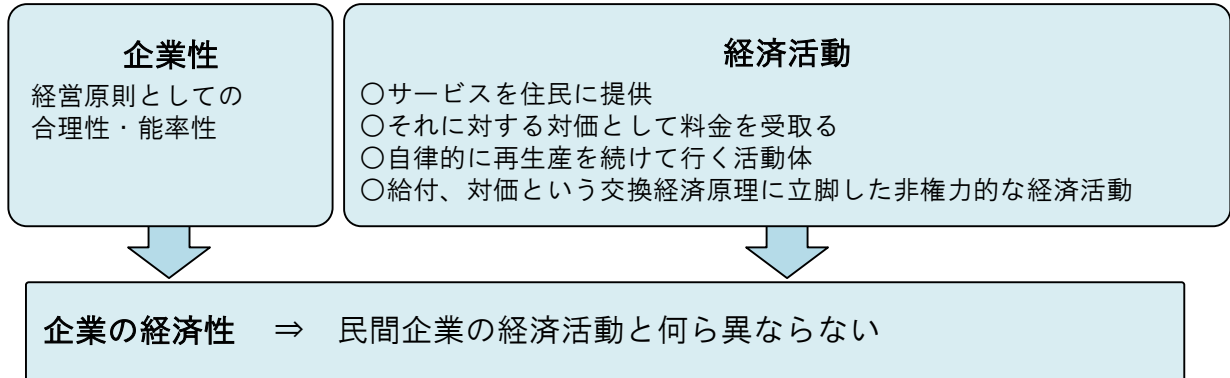 企業性
経営原則としての
合理性・能率性
経済活動
○サービスを住民に提供
○それに対する対価として料金を受取る
○自律的に再生産を続けて行く活動体
○給付、対価という交換経済原理に立脚した非権力的な経済活動
企業の経済性 ⇒ 民間企業の経済活動と何ら異ならない